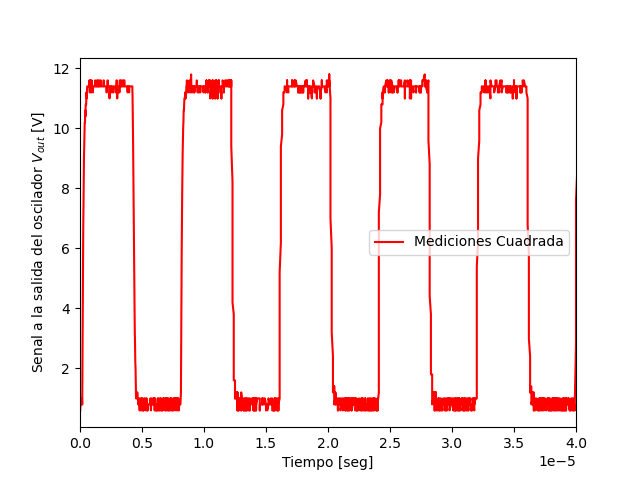 12
10
8
6
4
2
Senal a la salida del oscilador V_out [V]
Mediciones Cuadrada
0.0 0.5 1.0 1.5 2.0 2.5 3.0 3.5 4.0
1e−5
Tiempo [seg]